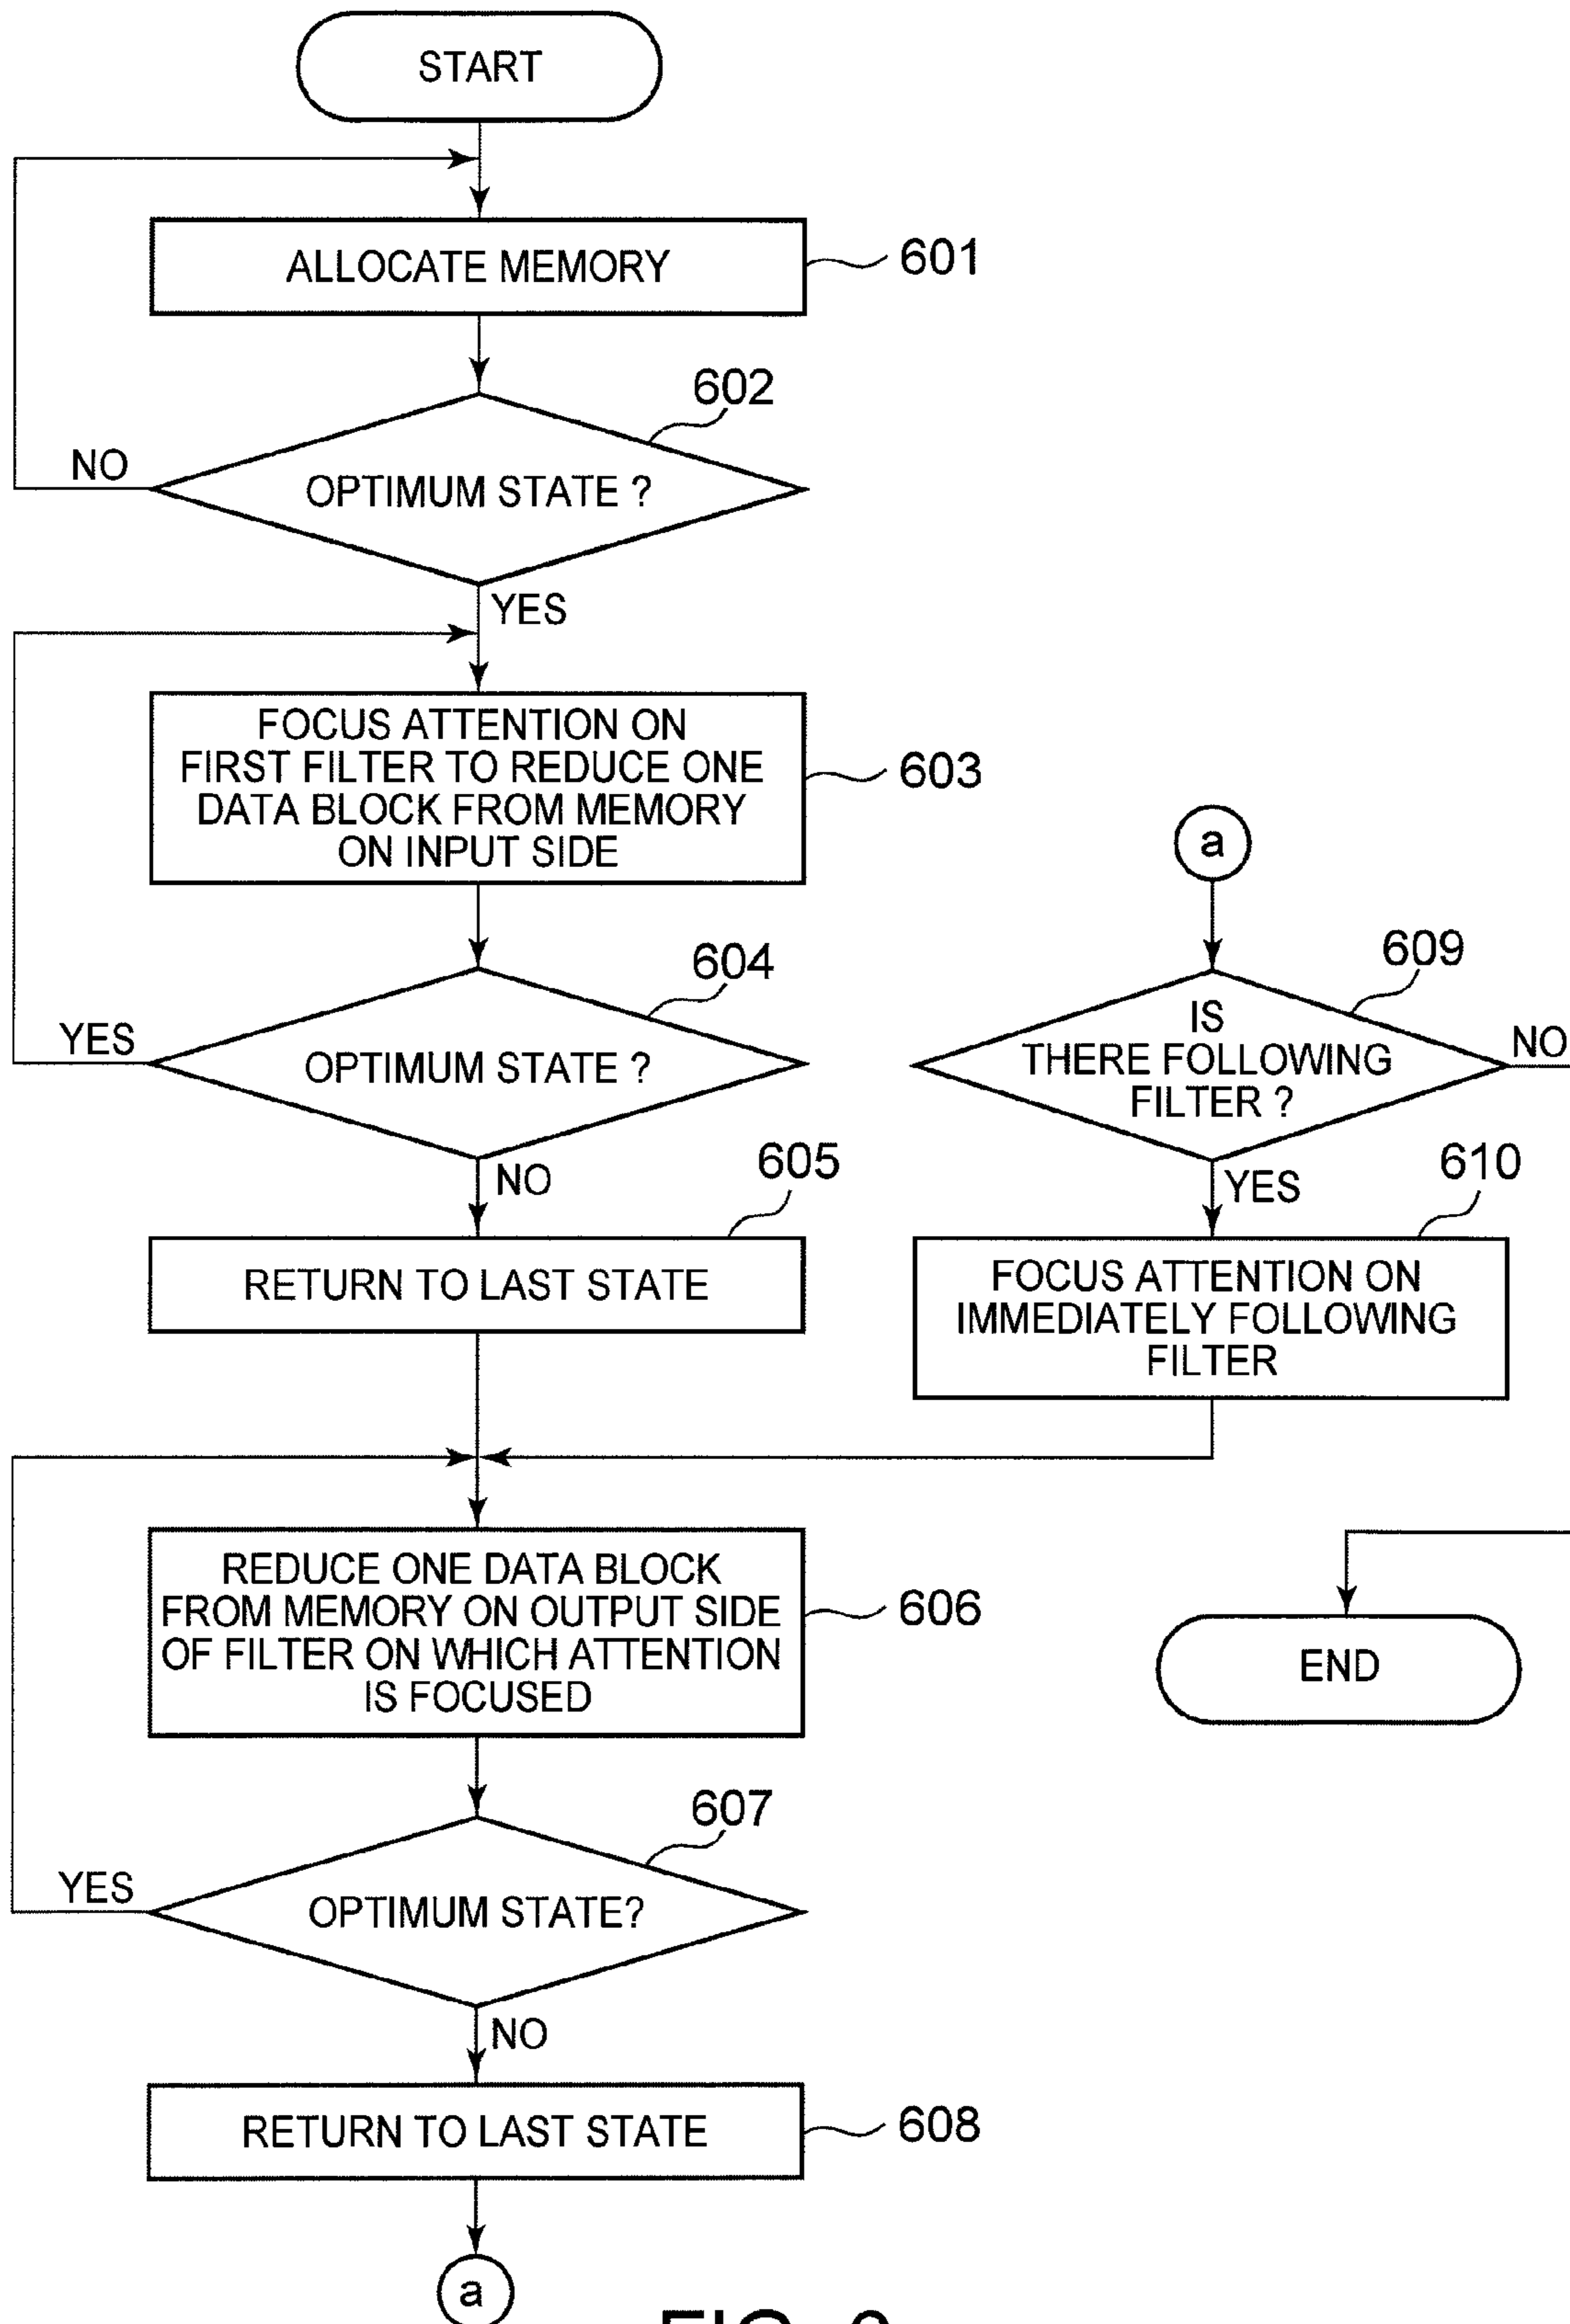 START
ALLOCATE MEMORY
601
602
OPTIMUM STATE ?
NO
YES
FOCUS ATTENTION ON
FIRST FILTER TO REDUCE ONE
DATA BLOCK FROM MEMORY
ON INPUT SIDE
603
604
OPTIMUM STATE ?
YES
NO
605
RETURN TO LAST STATE
REDUCE ONE DATA BLOCK
FROM MEMORY ON OUTPUT SIDE
OF FILTER ON WHICH ATTENTION
IS FOCUSED
606
607
OPTIMUM STATE?
YES
NO
RETURN TO LAST STATE
608
a
a
609
IS
THERE FOLLOWING
FILTER ?
NO
YES
610
FOCUS ATTENTION ON
IMMEDIATELY FOLLOWING
FILTER
END
FIG.